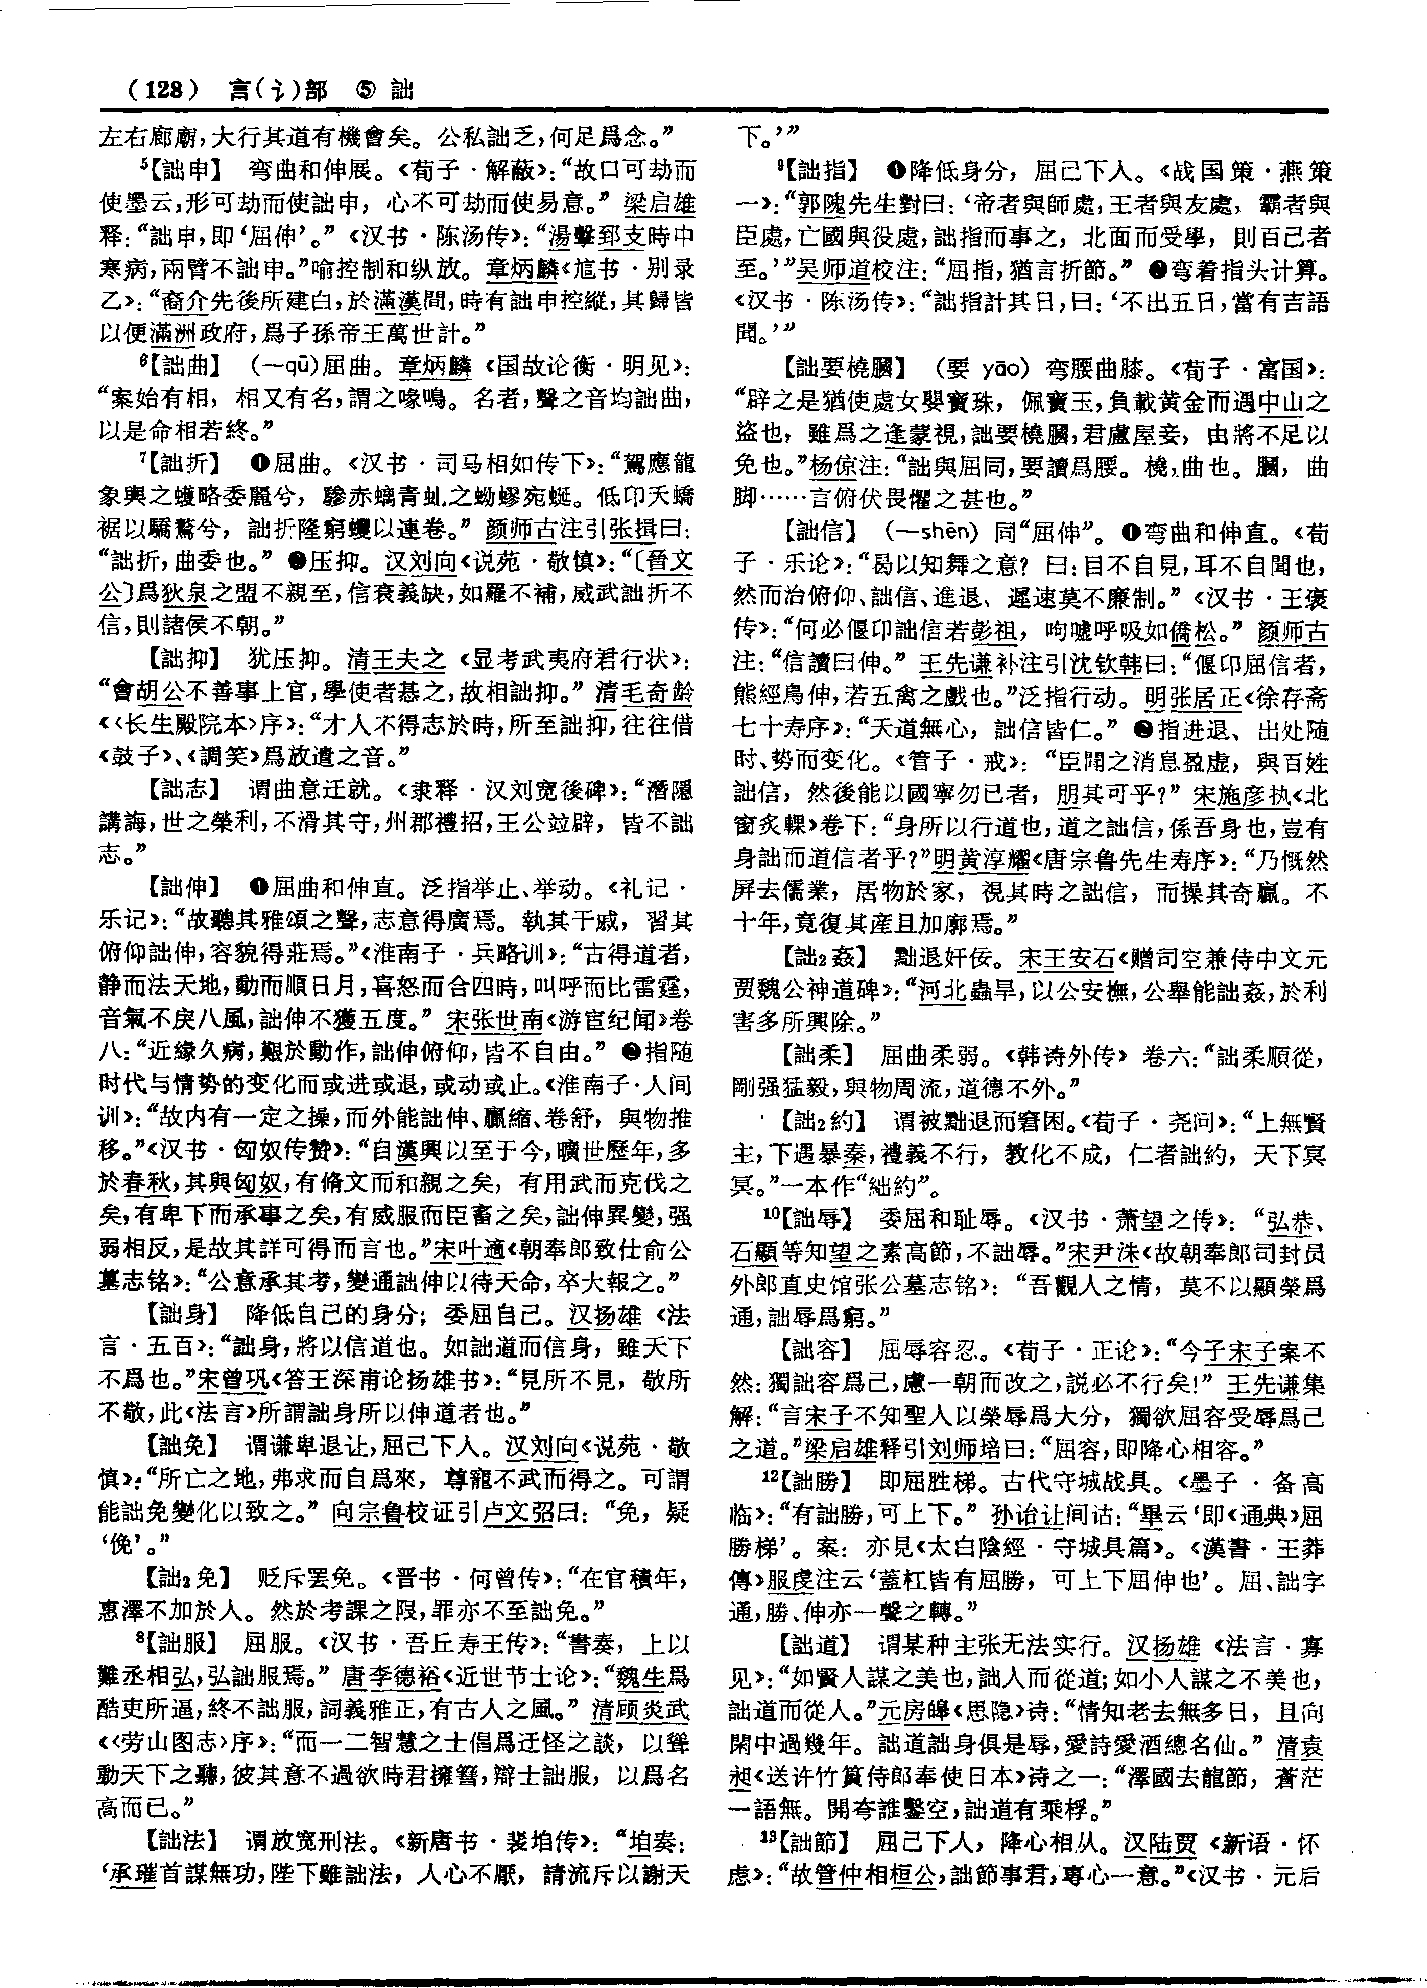 （128） 言(讠)部 ⑤ 詘
左右廊廟，大行其道有機會矣。公私詘乏，何足爲念。”
⁵【詘申】 弯曲和伸展。《荀子·解蔽》：“故口可劫而
使墨云，形可劫而使詘申，心不可劫而使易意。”梁启雄
释：“詘申，即‘屈伸’。”《汉书·陈汤传》：“湯擊郅支時中
寒病，兩臂不詘申。”喻控制和纵放。章炳麟《訄书·别录
乙》：“裔介先後所建白，於滿漢間，時有詘申控縱，其歸皆
以便滿洲政府，爲子孫帝王萬世計。”
⁶【詘曲】 （—qū）屈曲。章炳麟《国故论衡·明见》：
“案始有相，相又有名，謂之喙鳴。名者，聲之音均詘曲，
以是命相若終。”
⁷【詘折】 ❶屈曲。《汉书·司马相如传下》：“駕應龍
象輿之蠖略委麗兮，驂赤螭青虯之蚴蟉宛蜒。低卬夭蟜
裾以驕驁兮，詘折隆窮蠼以連卷。”颜师古注引张揖曰：
“詘折，曲委也。”❷压抑。汉刘向《说苑·敬慎》：“〔晉文
公〕爲狄泉之盟不親至，信衰義缺，如羅不補，威武詘折不
信，則諸侯不朝。”
【詘抑】 犹压抑。清王夫之《显考武夷府君行状》：
“會胡公不善事上官，學使者惎之，故相詘抑。”清毛奇龄
《〈长生殿院本〉序》：“才人不得志於時，所至詘抑，往往借
《鼓子》、《調笑》爲放遣之音。”
【詘志】 谓曲意迁就。《隶释·汉刘宽後碑》：“潛隱
講誨，世之榮利，不滑其守，州郡禮招，王公竝辟，皆不詘
志。”
【詘伸】 ❶屈曲和伸直。泛指举止、举动。《礼记·
乐记》：“故聽其雅頌之聲，志意得廣焉。執其干戚，習其
俯仰詘伸，容貌得莊焉。”《淮南子·兵略训》：“古得道者，
静而法天地，動而順日月，喜怒而合四時，叫呼而比雷霆，
音氣不戾八風，詘伸不獲五度。”宋张世南《游宦纪闻》卷
八：“近緣久病，艱於動作，詘伸俯仰，皆不自由。”❷指随
时代与情势的变化而或进或退，或动或止。《淮南子·人间
训》：“故内有一定之操，而外能詘伸、贏縮、卷舒，與物推
移。”《汉书·匈奴传赞》：“自漢興以至于今，曠世歷年，多
於春秋，其與匈奴，有脩文而和親之矣，有用武而克伐之
矣，有卑下而承事之矣，有威服而臣畜之矣，詘伸異變，强
弱相反，是故其詳可得而言也。”宋叶適《朝奉郎致仕俞公
墓志铭》：“公意承其考，變通詘伸以待天命，卒大報之。”
【詘身】 降低自己的身分；委屈自己。汉扬雄《法
言·五百》：“詘身，將以信道也。如詘道而信身，雖天下
不爲也。”宋曾巩《答王深甫论扬雄书》：“見所不見，敬所
不敬，此《法言》所謂詘身所以伸道者也。”
【詘免】 谓谦卑退让，屈己下人。汉刘向《说苑·敬
慎》：“所亡之地，弗求而自爲來，尊寵不武而得之。可謂
能詘免變化以致之。”向宗鲁校证引卢文弨曰：“免，疑
‘俛’。”
【詘₂免】 贬斥罢免。《晋书·何曾传》：“在官積年，
惠澤不加於人。然於考課之限，罪亦不至詘免。”
⁸【詘服】 屈服。《汉书·吾丘寿王传》：“書奏，上以
難丞相弘，弘詘服焉。”唐李德裕《近世节士论》：“魏生爲
酷吏所逼，終不詘服，詞義雅正，有古人之風。”清顾炎武
《〈劳山图志〉序》：“而一二智慧之士倡爲迂怪之談，以聳
動天下之聽，彼其意不過欲時君擁篲，辯士詘服，以爲名
高而已。”
【詘法】 谓放宽刑法。《新唐书·裴垍传》：“垍奏：
‘承璀首謀無功，陛下雖詘法，人心不厭，請流斥以謝天
下。’”
⁹【詘指】 ❶降低身分，屈己下人。《战国策·燕策
一》：“郭隗先生對曰：‘帝者與師處，王者與友處，霸者與
臣處，亡國與役處，詘指而事之，北面而受學，則百己者
至。’”吴师道校注：“屈指，猶言折節。”❷弯着指头计算。
《汉书·陈汤传》：“詘指計其日，曰：‘不出五日，當有吉語
聞。’”
【詘要橈膕】 （要 yāo）弯腰曲膝。《荀子·富国》：
“辟之是猶使處女嬰寳珠，佩寳玉，負載黄金而遇中山之
盗也，雖爲之逢蒙視，詘要橈膕，君盧屋妾，由將不足以
免也。”杨倞注：“詘與屈同，要讀爲腰。橈，曲也。膕，曲
脚……言俯伏畏懼之甚也。”
【詘信】 （—shēn）同“屈伸”。❶弯曲和伸直。《荀
子·乐论》：“曷以知舞之意？曰：目不自見，耳不自聞也，
然而治俯仰、詘信、進退、遲速莫不廉制。”《汉书·王褒
传》：“何必偃卬詘信若彭祖，呴嘘呼吸如僑松。”颜师古
注：“信讀曰伸。”王先谦补注引沈钦韩曰：“偃卬屈信者，
熊經鳥伸，若五禽之戲也。”泛指行动。明张居正《徐存斋
七十寿序》：“天道無心，詘信皆仁。”❷指进退、出处随
时、势而变化。《管子·戒》：“臣聞之消息盈虚，與百姓
詘信，然後能以國寧勿已者，朋其可乎？”宋施彦执《北
窗炙輠》卷下：“身所以行道也，道之詘信，係吾身也，豈有
身詘而道信者乎？”明黄淳耀《唐宗鲁先生寿序》：“乃慨然
屏去儒業，居物於家，視其時之詘信，而操其奇贏。不
十年，竟復其産且加廓焉。”
【詘₂姦】 黜退奸佞。宋王安石《赠司空兼侍中文元
贾魏公神道碑》：“河北蟲旱，以公安撫，公舉能詘姦，於利
害多所興除。”
【詘柔】 屈曲柔弱。《韩诗外传》卷六：“詘柔順從，
剛强猛毅，與物周流，道德不外。”
【詘₂約】 谓被黜退而窘困。《荀子·尧问》：“上無賢
主，下遇暴秦，禮義不行，教化不成，仁者詘約，天下冥
冥。”一本作“絀約”。
¹⁰【詘辱】 委屈和耻辱。《汉书·萧望之传》：“弘恭、
石顯等知望之素高節，不詘辱。”宋尹洙《故朝奉郎司封员
外郎直史馆张公墓志铭》：“吾觀人之情，莫不以顯榮爲
通，詘辱爲窮。”
【詘容】 屈辱容忍。《荀子·正论》：“今子宋子案不
然：獨詘容爲己，慮一朝而改之，説必不行矣！”王先谦集
解：“言宋子不知聖人以榮辱爲大分，獨欲屈容受辱爲己
之道。”梁启雄释引刘师培曰：“屈容，即降心相容。”
¹²【詘勝】 即屈胜梯。古代守城战具。《墨子·备高
临》：“有詘勝，可上下。”孙诒让间诂：“畢云‘即《通典》屈
勝梯’。案：亦見《太白陰經·守城具篇》。《漢書·王莽
傳》服虔注云‘蓋杠皆有屈勝，可上下屈伸也’。屈、詘字
通，勝、伸亦一聲之轉。”
【詘道】 谓某种主张无法实行。汉扬雄《法言·寡
见》：“如賢人謀之美也，詘人而從道；如小人謀之不美也，
詘道而從人。”元房皞《思隐》诗：“情知老去無多日，且向
閑中過幾年。詘道詘身俱是辱，愛詩愛酒總名仙。”清袁
昶《送许竹篔侍郎奉使日本》诗之一：“澤國去龍節，蒼茫
一語無。開夸誰鑿空，詘道有乘桴。”
¹³【詘節】 屈己下人，降心相从。汉陆贾《新语·怀
虑》：“故管仲相桓公，詘節事君，專心一意。”《汉书·元后